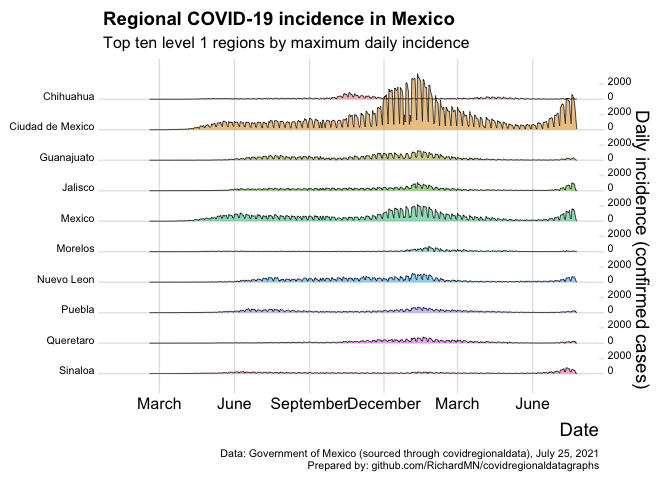 Regional COVID-19 incidence in Mexico
Top ten level 1 regions by maximum daily incidence
Chihuahua
Ciudad de Mexico
Guanajuato
Jalisco
Mexico
Morelos
Nuevo Leon
Puebla
Queretaro
Sinaloa
2000
0
2000
0
2000
0
2000
0
2000
0
2000
0
2000
0
2000
0
2000
0
2000
0
Daily incidence (confirmed cases)
March June September December March June
Date
Data: Government of Mexico (sourced through covidregionaldata), July 25, 2021
Prepared by: github.com/RichardMN/covidregionaldatagraphs